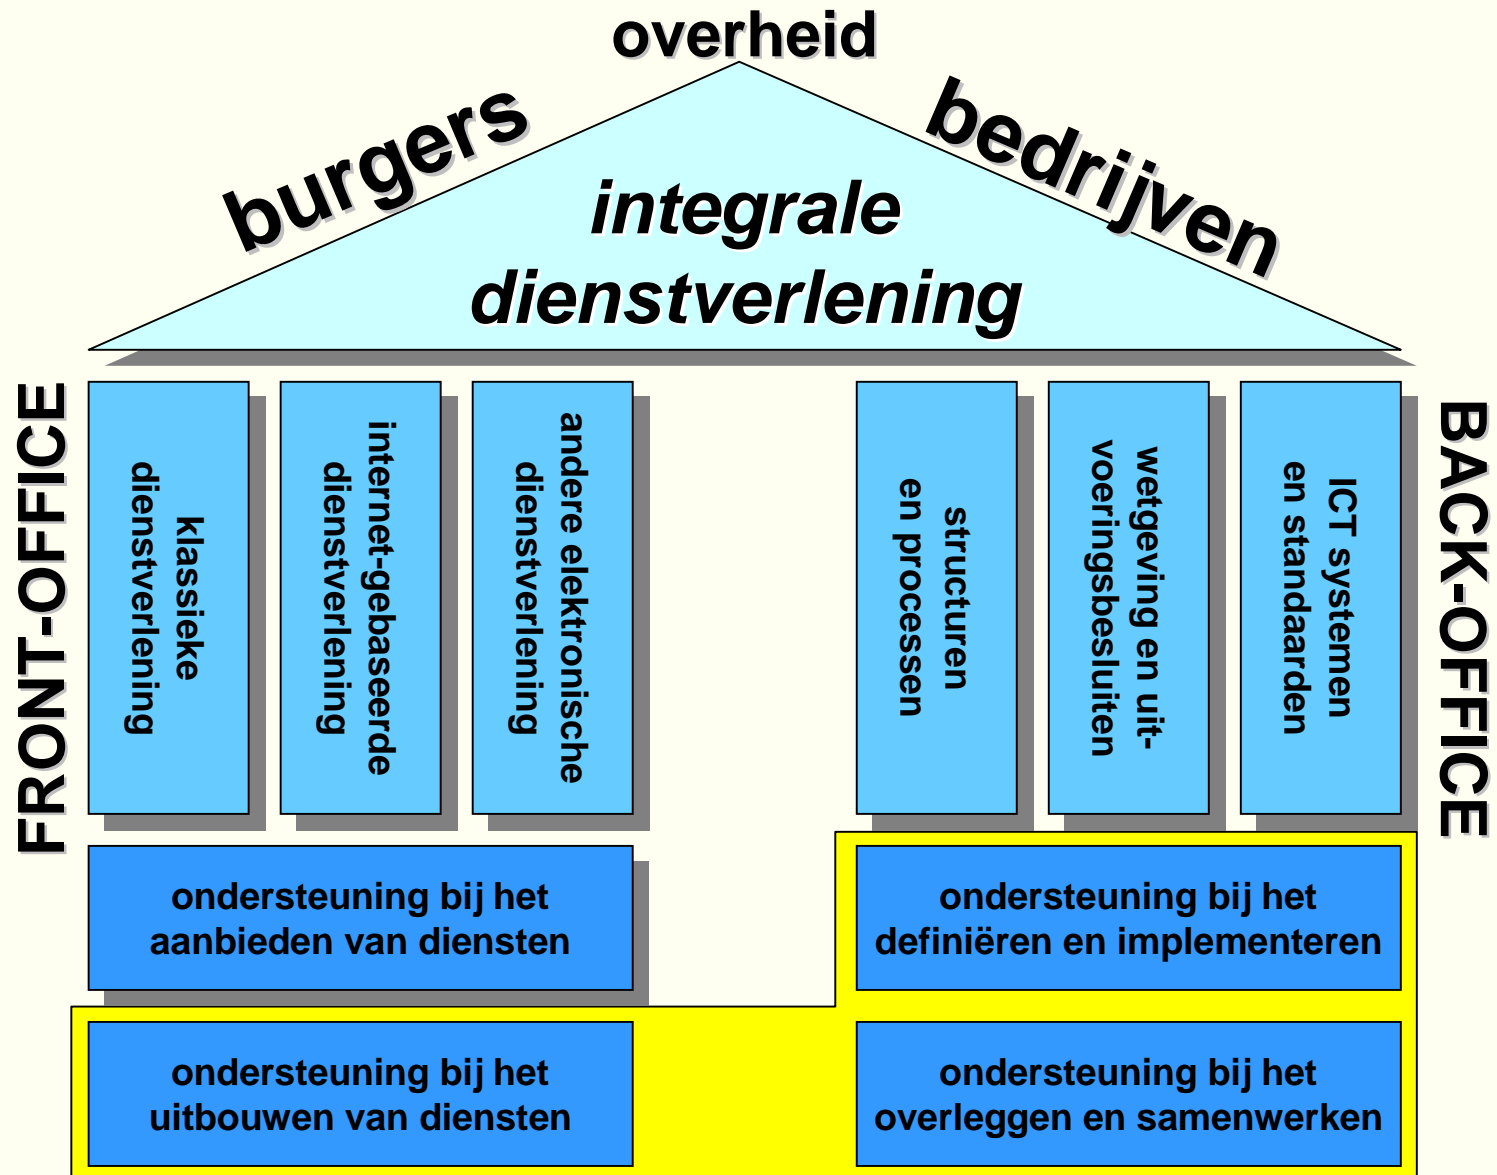 overheid
burgers
bedrijven
integrale
dienstverlening
FRONT-OFFICE
klassieke
dienstverlening
internet-gebaseerde
dienstverlening
andere elektronische
dienstverlening
structuren
en processen
wetgeving en uit-
voeringsbesluiten
ICT systemen
en standaarden
BACK-OFFICE
ondersteuning bij het
aanbieden van diensten
ondersteuning bij het
definiëren en implementeren
ondersteuning bij het
uitbouwen van diensten
ondersteuning bij het
overleggen en samenwerken